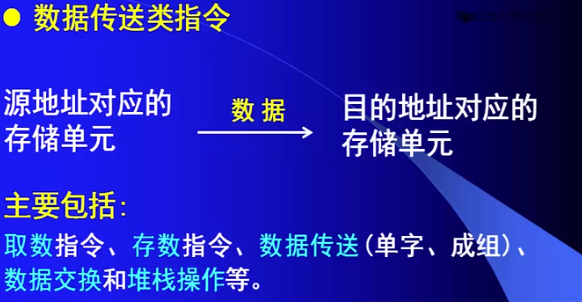 ● 数据传送类指令
源地址对应的
存储单元
数据
目的地址对应的
存储单元
主要包括:
取数指令、存数指令、数据传送(单字、成组)、
数据交换和堆栈操作等。